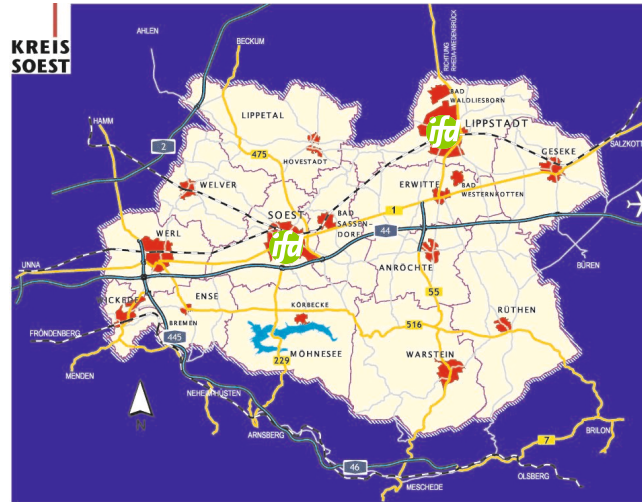 KREIS
SOEST
AHLEN
BECKUM
RICHTUNG
RHEDA-WIEDENBRÜCK
BAD
WALDLIESBORN
LIPPETAL
HAMM
2
ifd
LIPPSTADT
SALZKOTT
475
HOVESTADT
GESEKE
WELVER
ERWITTE
BAD
WESTERNKOTTEN
1
SOEST
BAD
SASSEN-
DORF
ifd
44
WERL
UNNA
ANRÖCHTE
BÜREN
WICKEDE
ENSE
KÖRBECKE
55
RÜTHEN
BREMEN
516
FRÖNDENBERG
445
MÖHNESEE
229
WARSTEIN
MENDEN
NEHEIM-HÜSTEN
N
ARNSBERG
BRILON
7
46
OLSBERG
MESCHEDE